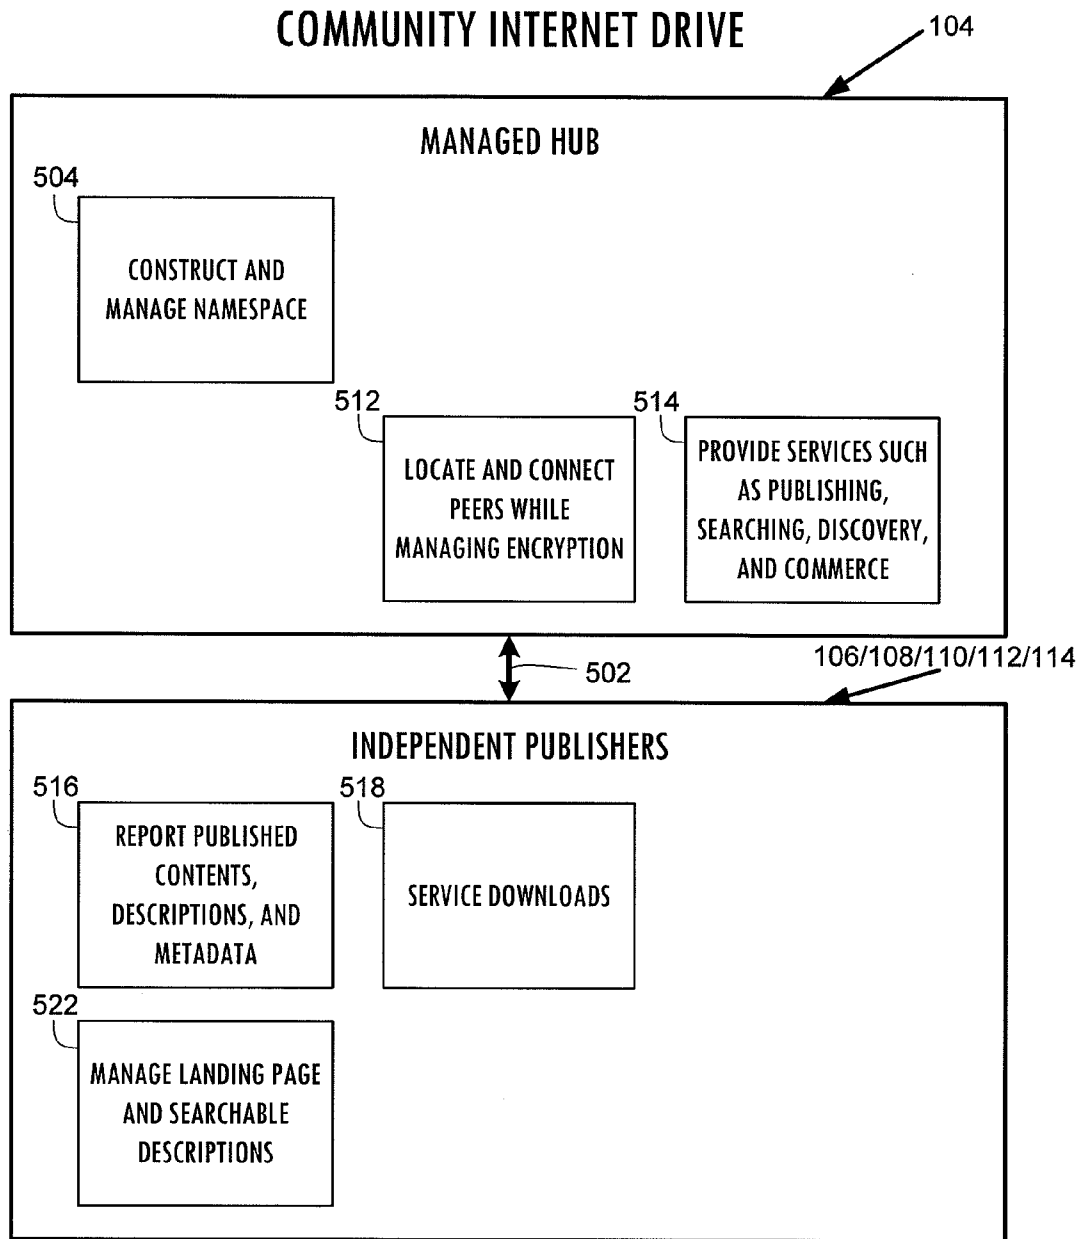 COMMUNITY INTERNET DRIVE
104
MANAGED HUB
504
CONSTRUCT AND
MANAGE NAMESPACE
512
LOCATE AND CONNECT
PEERS WHILE
MANAGING ENCRYPTION
514
PROVIDE SERVICES SUCH
AS PUBLISHING,
SEARCHING, DISCOVERY,
AND COMMERCE
502
106/108/110/112/114
INDEPENDENT PUBLISHERS
516
REPORT PUBLISHED
CONTENTS,
DESCRIPTIONS, AND
METADATA
518
SERVICE DOWNLOADS
522
MANAGE LANDING PAGE
AND SEARCHABLE
DESCRIPTIONS